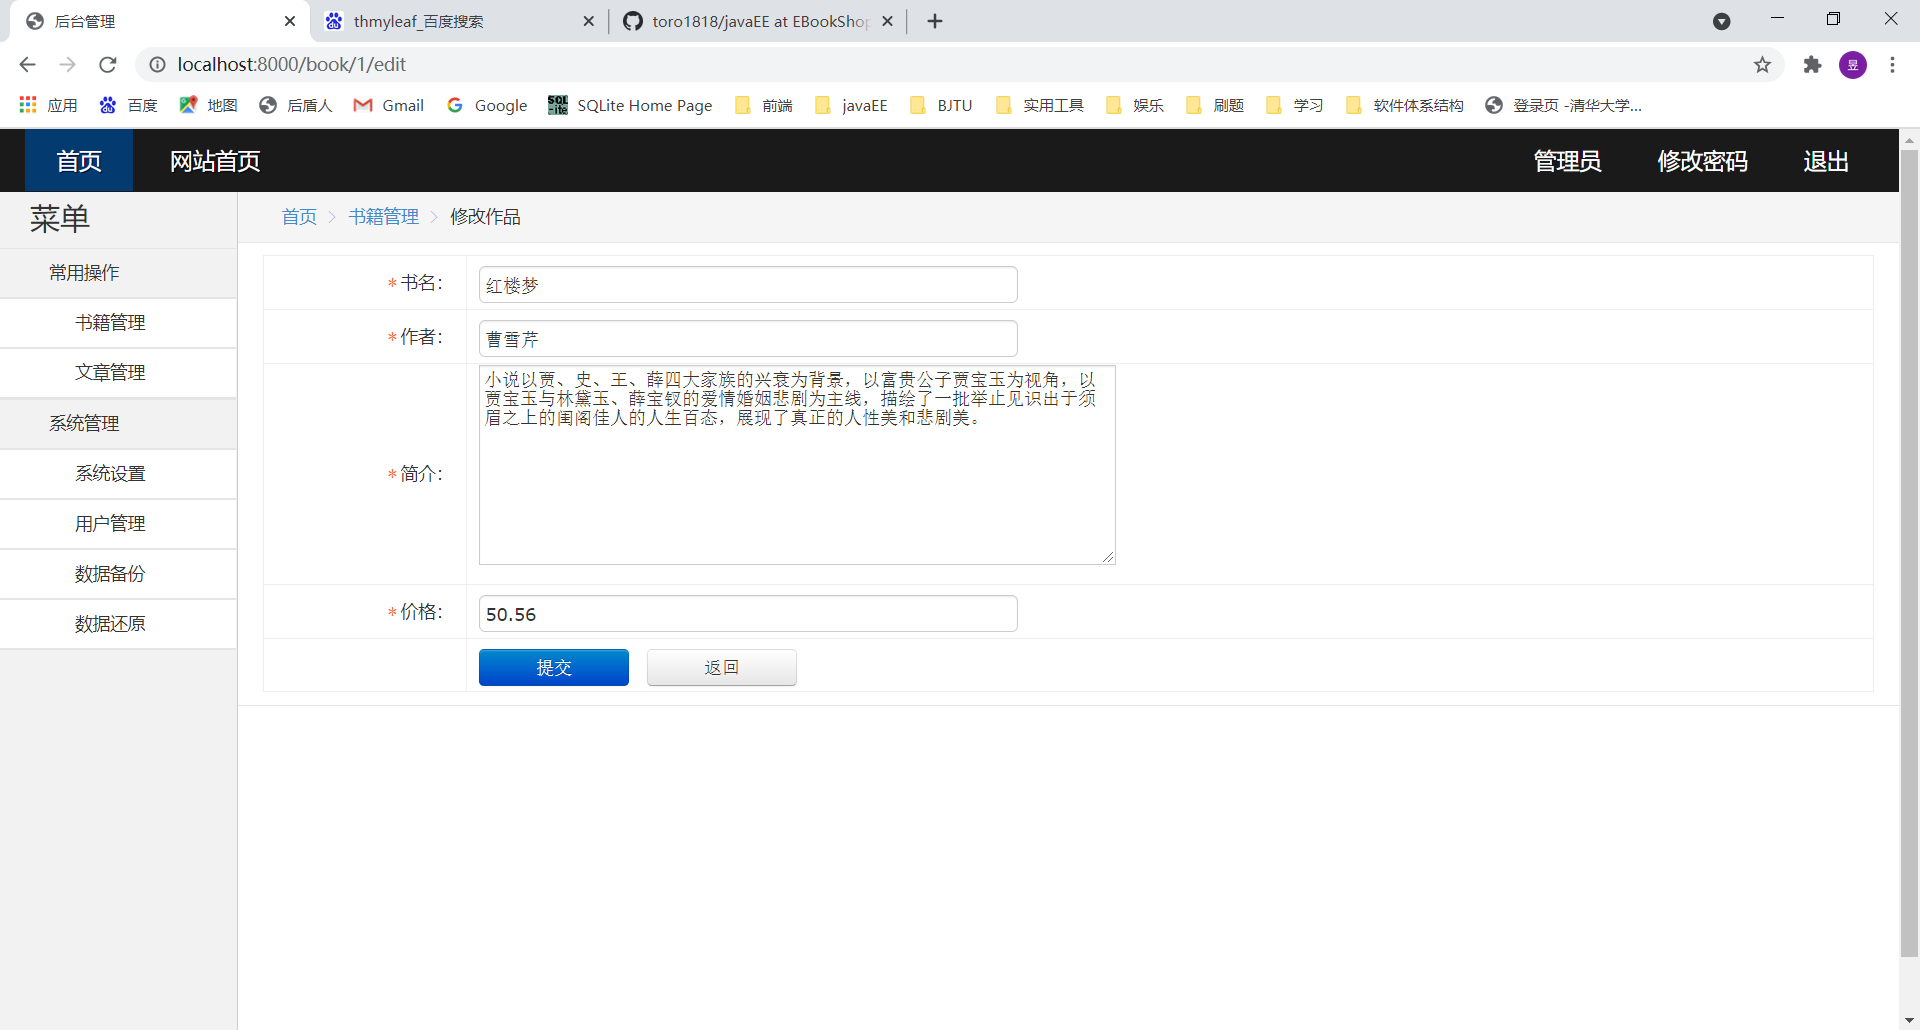 后台管理
thmyleaf_百度搜索
toro1818/javaEE at EBookShop
localhost:8000/book/1/edit
昱
应用
百度
地图
后盾人
Gmail
Google
SQLite Home Page
前端
javaEE
BJTU
实用工具
娱乐
刷题
学习
软件体系结构
登录页 -清华大学...
首页
网站首页
管理员
修改密码
退出
菜单
首页 > 书籍管理 > 修改作品
常用操作
书籍管理
文章管理
系统管理
系统设置
用户管理
数据备份
数据还原
*书名：
红楼梦
*作者：
曹雪芹
*简介：
小说以贾、史、王、薛四大家族的兴衰为背景，以富贵公子贾宝玉为视角，以
贾宝玉与林黛玉、薛宝钗的爱情婚姻悲剧为主线，描绘了一批举止见识出于须
眉之上的闺阁佳人的人生百态，展现了真正的人性美和悲剧美。
*价格：
50.56
提交
返回